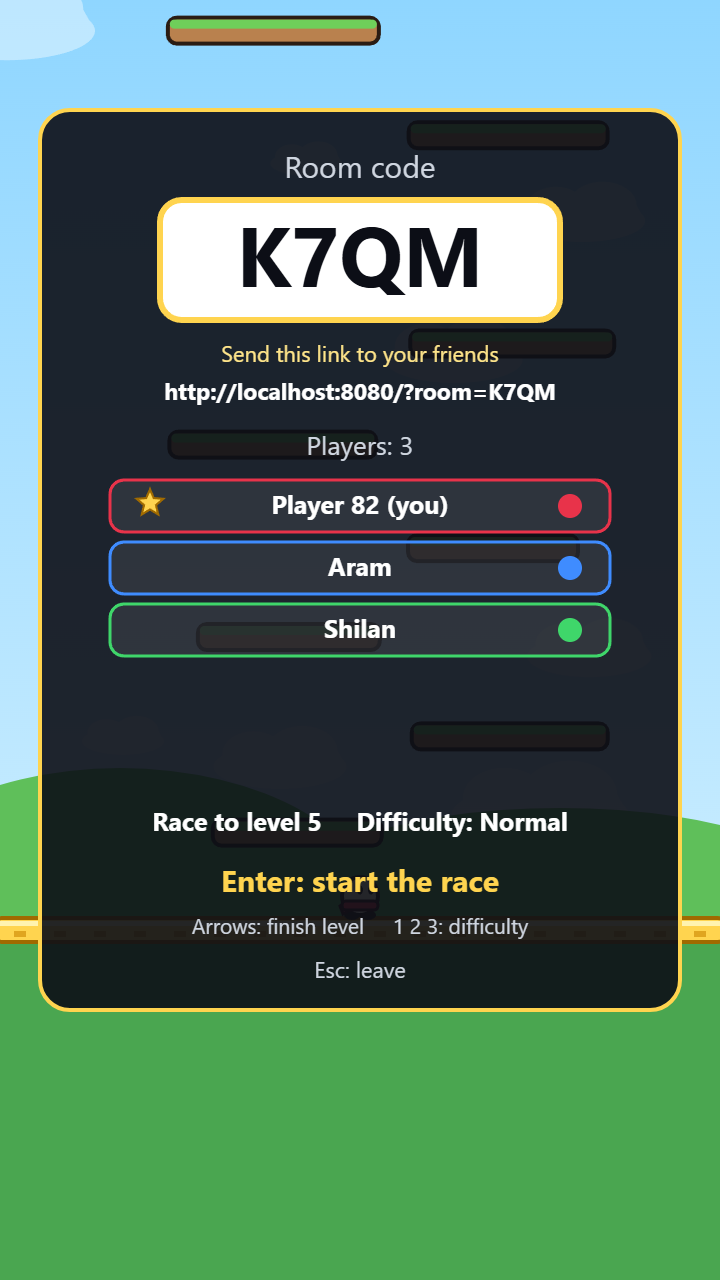 Room code
K7QM
Send this link to your friends
http://localhost:8080/?room=K7QM
Players: 3
Player 82 (you)
Aram
Shilan
Race to level 5 Difficulty: Normal
Enter: start the race
Arrows: finish level 1 2 3: difficulty
Esc: leave